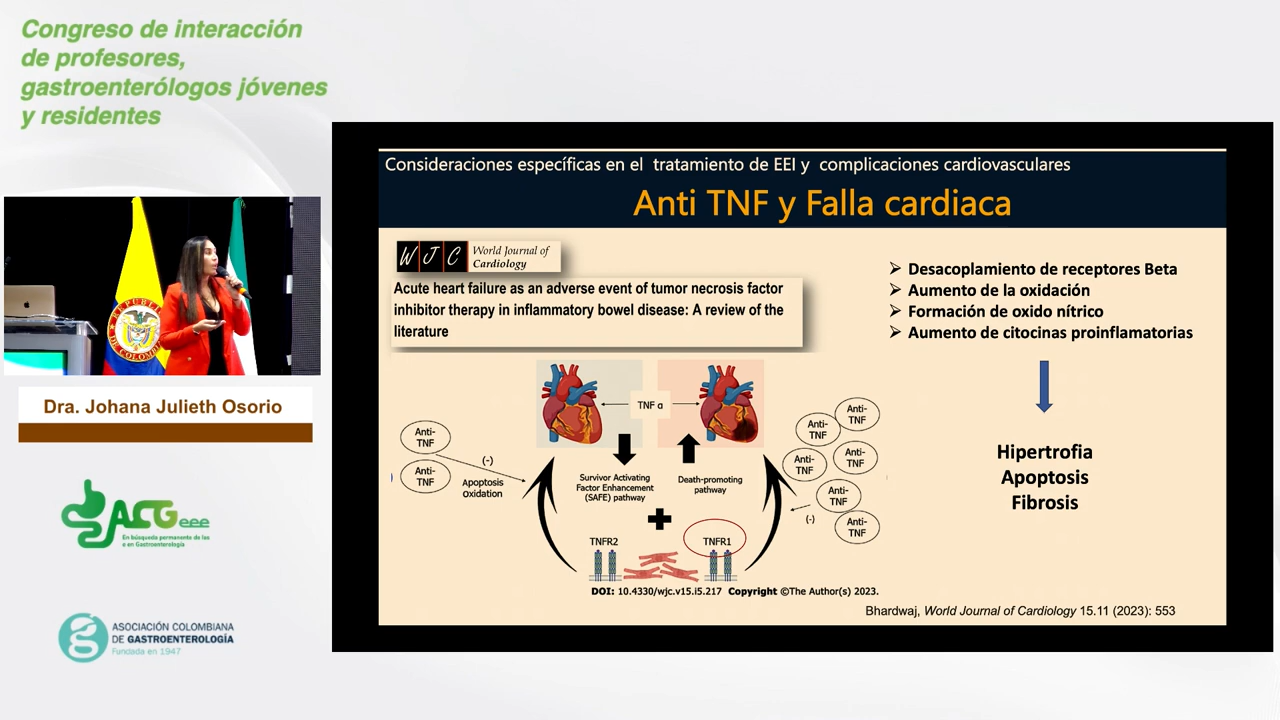 Congreso de interacción
de profesores,
gastroenterólogos jóvenes
y residentes
Dra. Johana Julieth Osorio
ACGeee
En búsqueda permanente de las
e en Gastroenterología
ASOCIACIÓN COLOMBIANA
DE GASTROENTEROLOGÍA
Fundada en 1947
Consideraciones específicas en el tratamiento de EEI y complicaciones cardiovasculares
Anti TNF y Falla cardiaca
WJC
World Journal of
Cardiology
Acute heart failure as an adverse event of tumor necrosis factor
inhibitor therapy in inflammatory bowel disease: A review of the
literature
TNF α
Anti-
TNF
Anti-
TNF
(-)
Apoptosis
Oxidation
Survivor Activating
Factor Enhancement
(SAFE) pathway
Death-promoting
pathway
Anti-
TNF
Anti-
TNF
Anti-
TNF
Anti-
TNF
Anti-
TNF
Anti-
TNF
(-)
TNFR2
TNFR1
DOI: 10.4330/wjc.v15.i5.217 Copyright ©The Author(s) 2023.
➢ Desacoplamiento de receptores Beta
➢ Aumento de la oxidación
➢ Formación de oxido nítrico
➢ Aumento de citocinas proinflamatorias
Hipertrofia
Apoptosis
Fibrosis
Bhardwaj, World Journal of Cardiology 15.11 (2023): 553